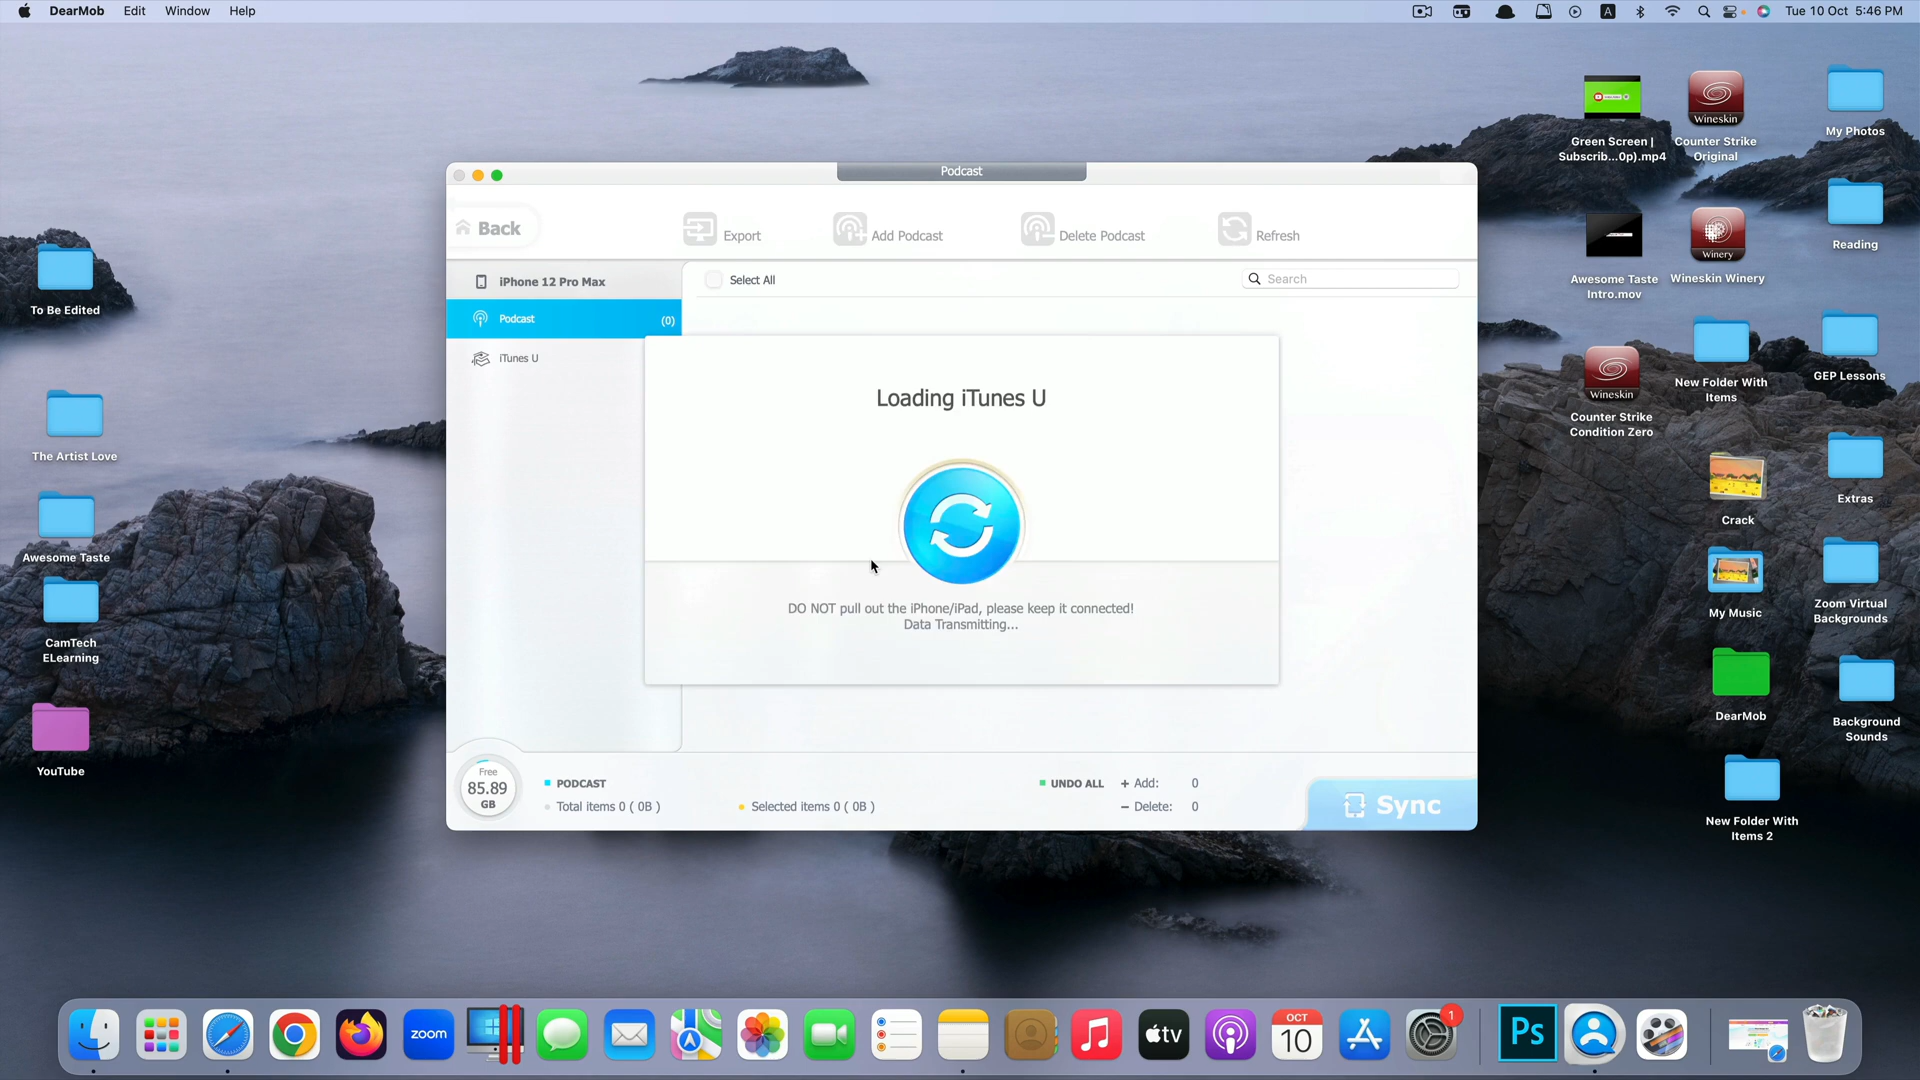 DearMob Edit Window Help
A
Tue 10 Oct 5:46 PM
Podcast
Back
Export
Add Podcast
Delete Podcast
Refresh
iPhone 12 Pro Max
Select All
Search
Podcast
(0)
iTunes U
Loading iTunes U
DO NOT pull out the iPhone/iPad, please keep it connected!
Data Transmitting...
Free
85.89
GB
PODCAST
Total items 0 ( 0B )
Selected items 0 ( 0B )
UNDO ALL
+ Add: 0
− Delete: 0
Sync
To Be Edited
The Artist Love
Awesome Taste
CamTech
ELearning
YouTube
Green Screen |
Subscrib...0p).mp4
Wineskin
Counter Strike
Original
My Photos
Awesome Taste
Intro.mov
Winery
Wineskin Winery
Reading
Wineskin
Counter Strike
Condition Zero
New Folder With
Items
GEP Lessons
Crack
Extras
My Music
Zoom Virtual
Backgrounds
DearMob
Background
Sounds
New Folder With
Items 2
zoom
tv
OCT
10
1
Ps